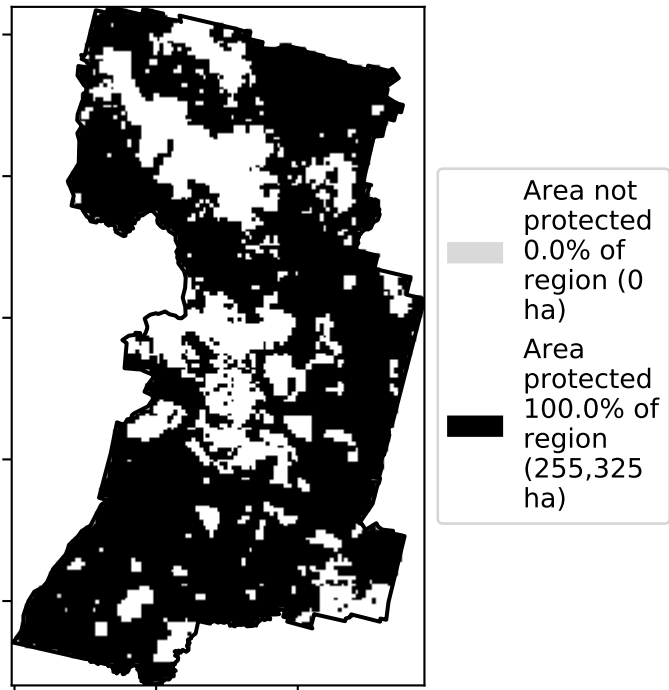 Area not
protected
0.0% of
region (0
ha)
Area
protected
100.0% of
region
(255,325
ha)